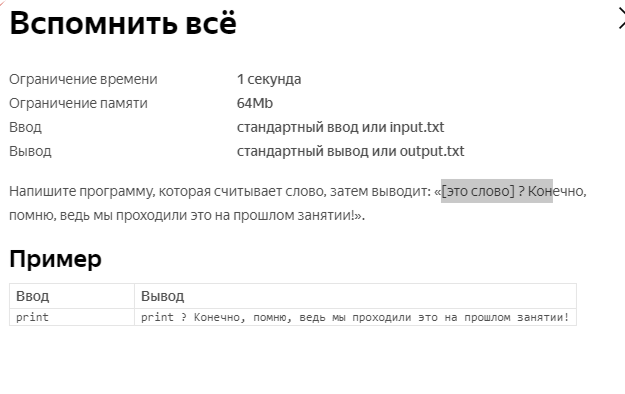 Вспомнить всё
Ограничение времени 1 секунда
Ограничение памяти 64Mb
Ввод стандартный ввод или input.txt
Вывод стандартный вывод или output.txt
Напишите программу, которая считывает слово, затем выводит: «[это слово] ? Конечно,
помню, ведь мы проходили это на прошлом занятии!».
Пример
Ввод Вывод
print print ? Конечно, помню, ведь мы проходили это на прошлом занятии!